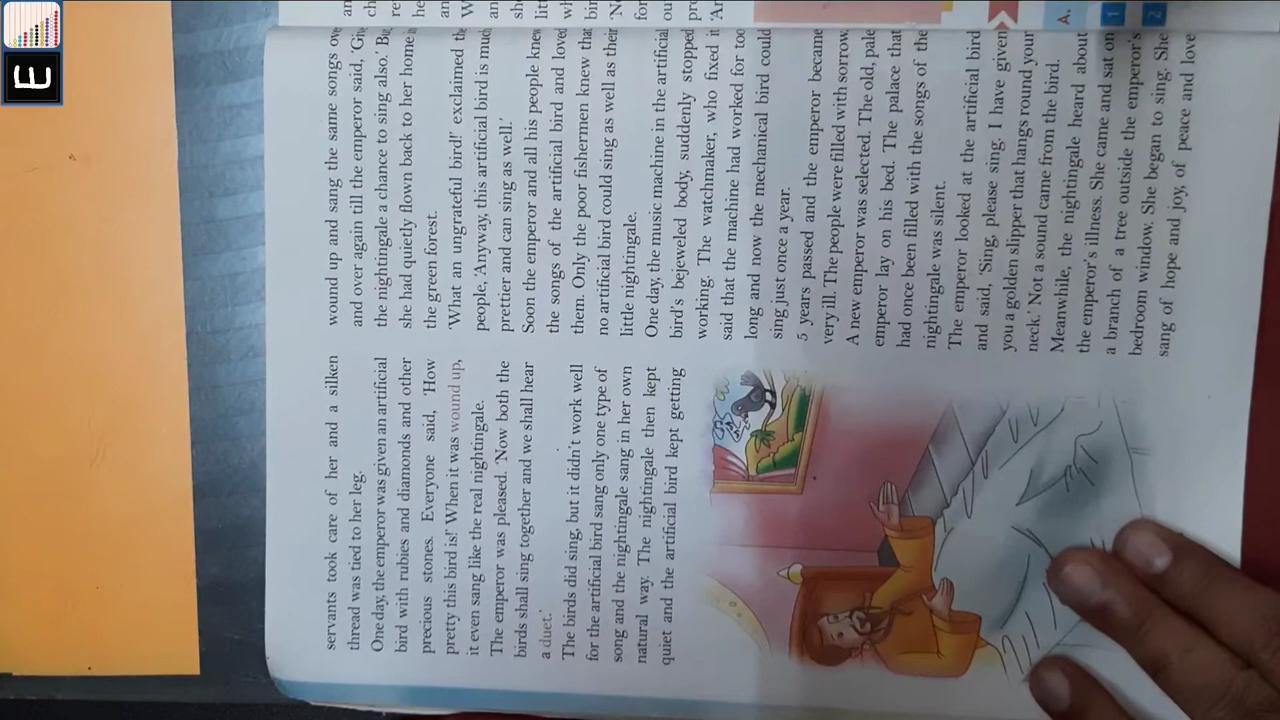 servants took care of her and a silken
thread was tied to her leg.
One day, the emperor was given an artificial
bird with rubies and diamonds and other
precious stones. Everyone said, 'How
pretty this bird is!' When it was wound up,
it even sang like the real nightingale.
The emperor was pleased. 'Now both the
birds shall sing together and we shall hear
a duet.'
The birds did sing, but it didn't work well
for the artificial bird sang only one type of
song and the nightingale sang in her own
natural way. The nightingale then kept
quiet and the artificial bird kept getting
wound up and sang the same songs
and over again till the emperor said,
the nightingale a chance to sing also.'
she had quietly flown back to her home
the green forest.
'What an ungrateful bird!' exclaimed
people, 'Anyway, this artificial bird is much
prettier and can sing as well.'
Soon the emperor and all his people knew
the songs of the artificial bird and loved
them. Only the poor fishermen knew that
no artificial bird could sing as well as their
little nightingale.
One day, the music machine in the artificial
bird's bejeweled body, suddenly stopped
working. The watchmaker, who fixed it
said that the machine had worked for too
long and now the mechanical bird could
sing just once a year.
5 years passed and the emperor became
very ill. The people were filled with sorrow.
A new emperor was selected. The old, pale
emperor lay on his bed. The palace that
had once been filled with the songs of the
nightingale was silent.
The emperor looked at the artificial bird
and said, 'Sing, please sing. I have given
you a golden slipper that hangs round your
neck.' Not a sound came from the bird.
Meanwhile, the nightingale heard about
the emperor's illness. She came and sat on
a branch of a tree outside the emperor's
bedroom window. She began to sing. She
sang of hope and joy, of peace and love
A.
1
2
E